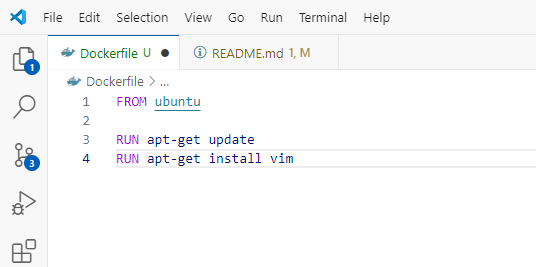 File Edit Selection View Go Run Terminal Help
Dockerfile U README.md 1, M
Dockerfile > ...
1 FROM ubuntu
2
3 RUN apt-get update
4 RUN apt-get install vim
1
3